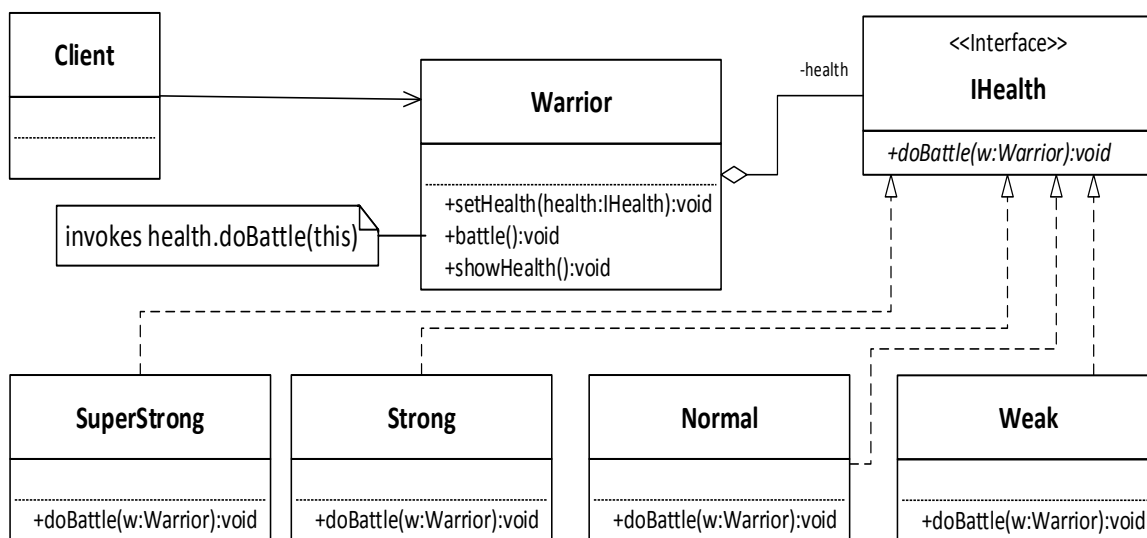 Client
Warrior
+setHealth(health:IHealth):void
+battle():void
+showHealth():void
invokes health.doBattle(this)
-health
<<Interface>>
IHealth
+doBattle(w:Warrior):void
SuperStrong
+doBattle(w:Warrior):void
Strong
+doBattle(w:Warrior):void
Normal
+doBattle(w:Warrior):void
Weak
+doBattle(w:Warrior):void